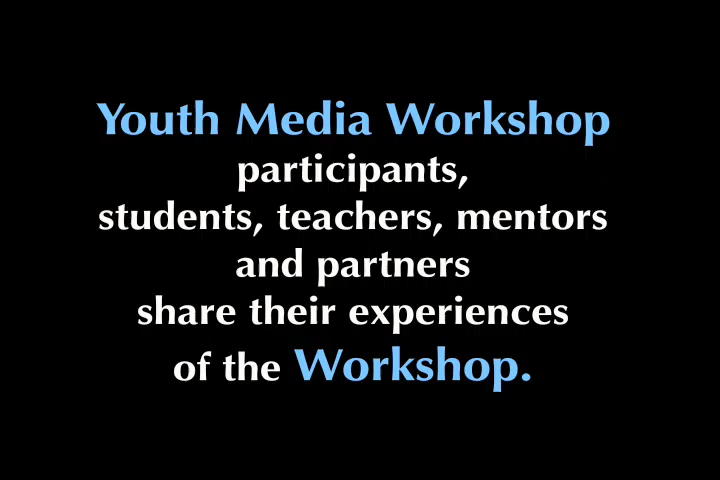 Youth Media Workshop
participants,
students, teachers, mentors
and partners
share their experiences
of the Workshop.